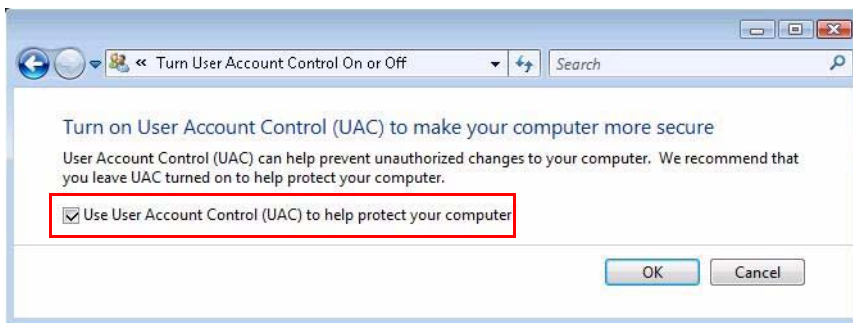 « Turn User Account Control On or Off
Search
Turn on User Account Control (UAC) to make your computer more secure
User Account Control (UAC) can help prevent unauthorized changes to your computer. We recommend that
you leave UAC turned on to help protect your computer.
Use User Account Control (UAC) to help protect your computer
OK
Cancel